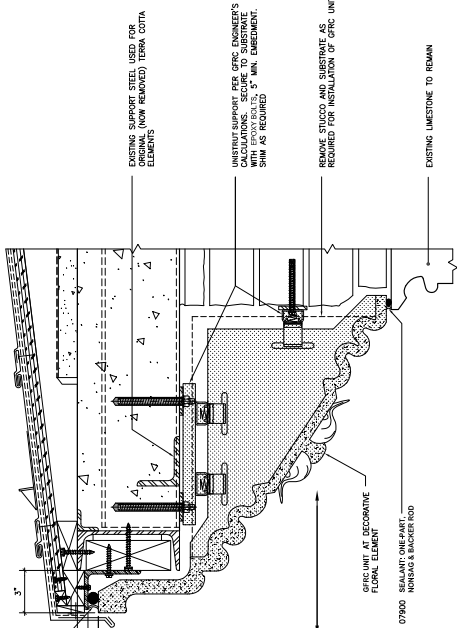 EXISTING SUPPORT STEEL USED FOR
ORIGINAL (NOW REMOVED) TERRA COTTA
ELEMENTS
UNISTRUT SUPPORT PER GFRC ENGINEER'S
CALCULATIONS. SECURE TO SUBSTRATE
WITH EPOXY BOLTS, 5" MIN. EMBEDMENT.
SHIM AS REQUIRED
REMOVE STUCCO AND SUBSTRATE AS
REQUIRED FOR INSTALLATION OF GFRC UNI
EXISTING LIMESTONE TO REMAIN
3"
GFRC UNIT AT DECORATIVE
FLORAL ELEMENT
07900 SEALANT: ONE-PART,
NONSAG & BACKER ROD